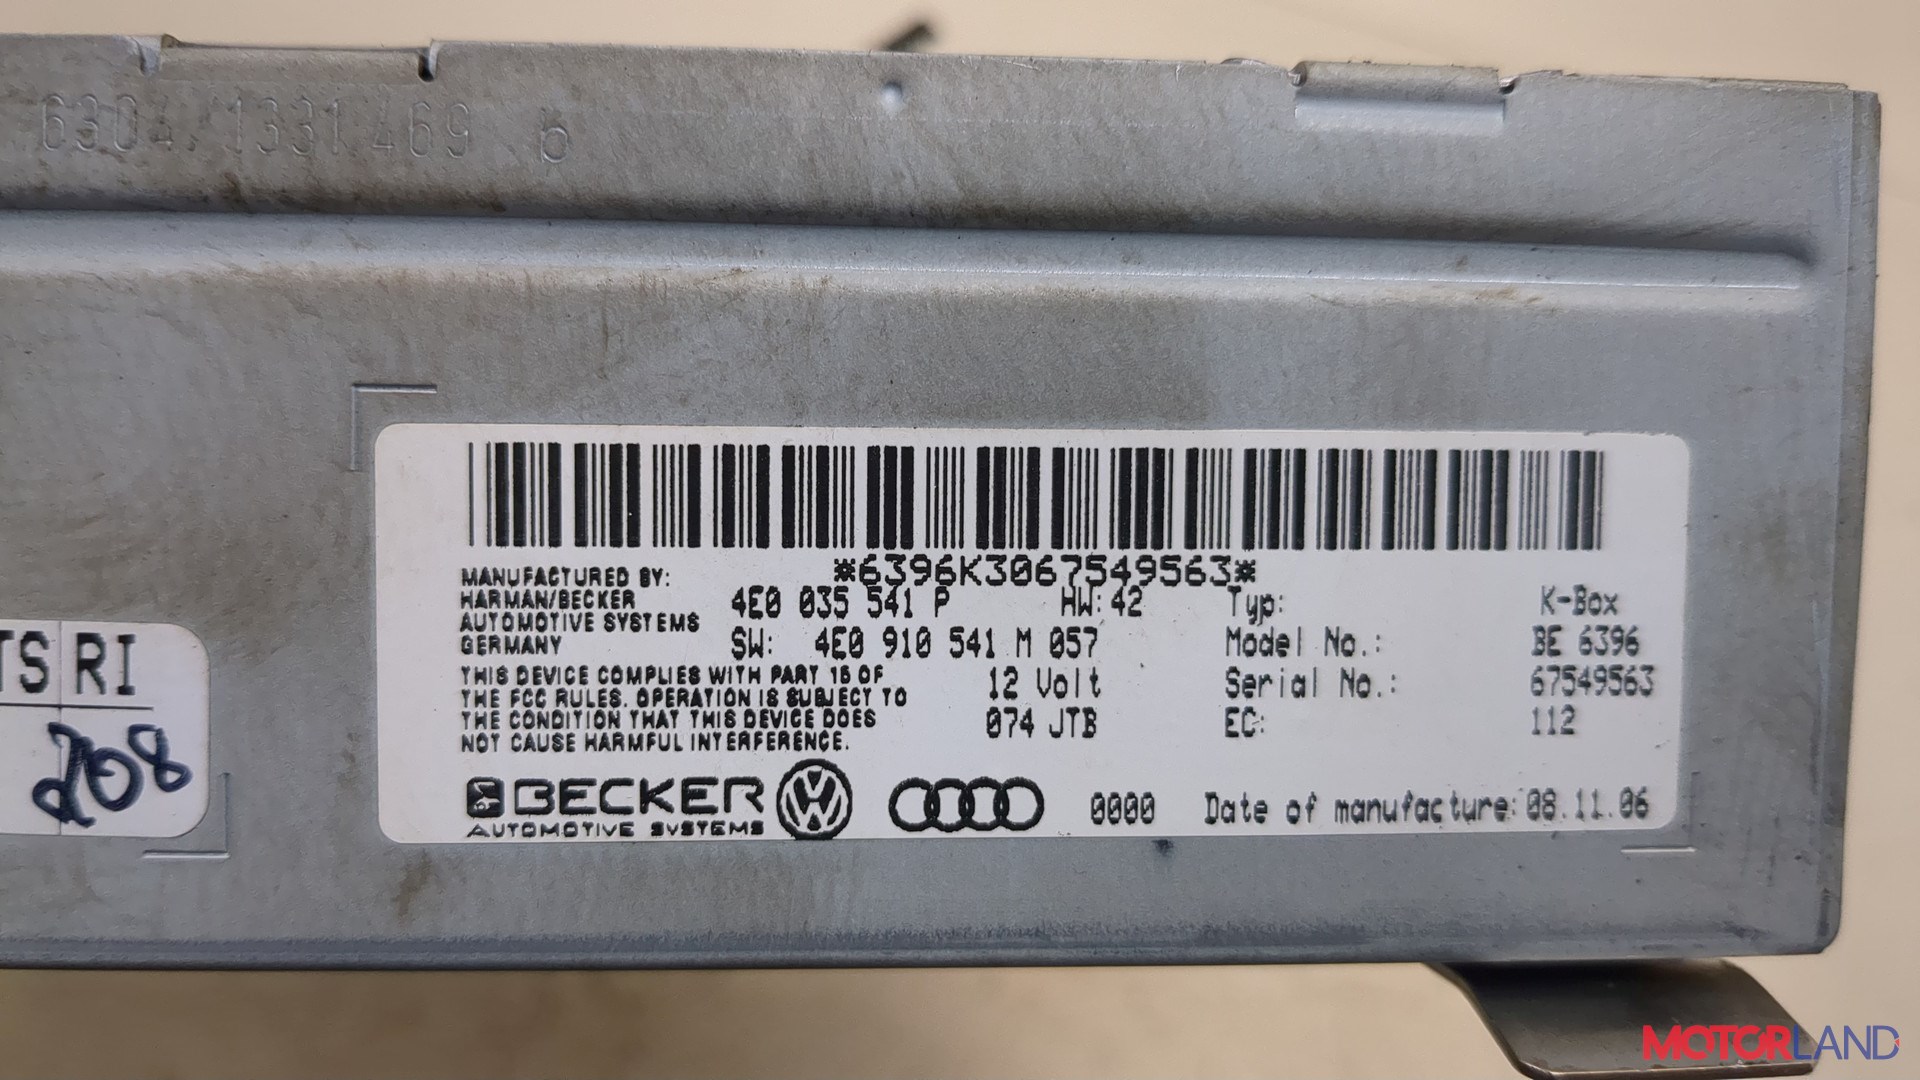 6304/1331.469 b
*6396K3067549563*
MANUFACTURED BY:
HARMAN/BECKER
AUTOMOTIVE SYSTEMS
GERMANY
4E0 035 541 P HW: 42
SW: 4E0 910 541 M 057
THIS DEVICE COMPLIES WITH PART 15 OF
THE FCC RULES. OPERATION IS SUBJECT TO
THE CONDITION THAT THIS DEVICE DOES
NOT CAUSE HARMFUL INTERFERENCE.
12 Volt
074 JTB
Typ: K-Box
Model No.: BE 6396
Serial No.: 67549563
EC: 112
BECKER
AUTOMOTIVE SYSTEMS
0000 Date of manufacture: 08.11.06
TS RI
208
MOTORLAND